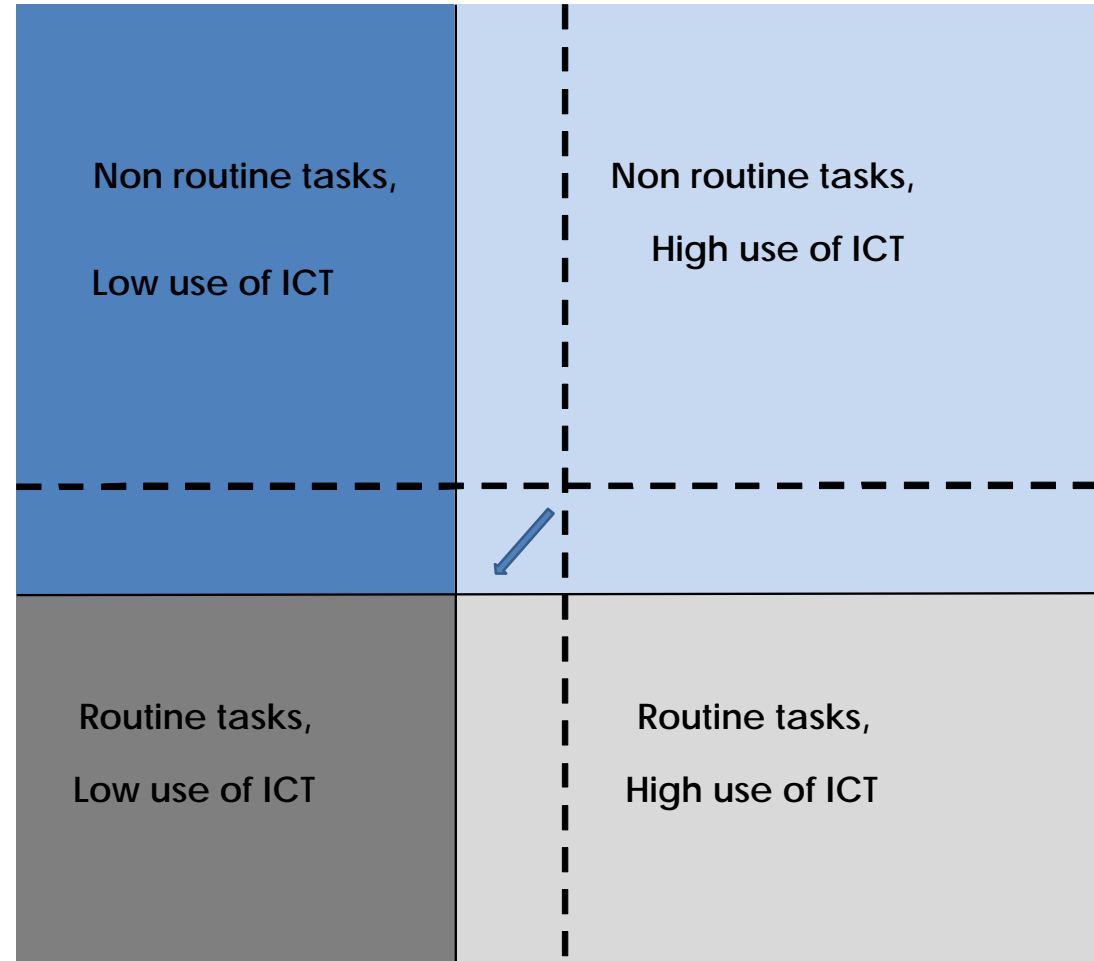 Non routine tasks,
Low use of ICT
Non routine tasks,
High use of ICT
Routine tasks,
Low use of ICT
Routine tasks,
High use of ICT